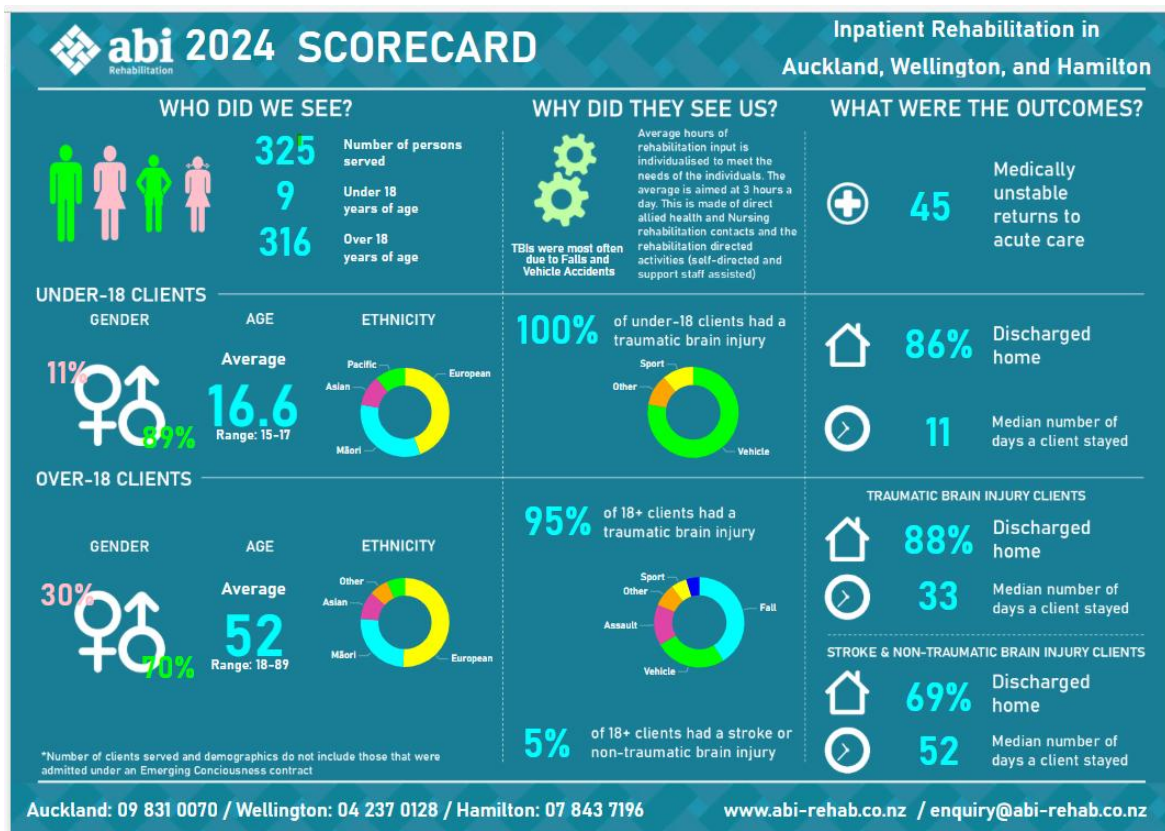 abi
Rehabilitation
2024 SCORECARD
Inpatient Rehabilitation in
Auckland, Wellington, and Hamilton
WHO DID WE SEE?
325
Number of persons
served
9
Under 18
years of age
316
Over 18
years of age
WHY DID THEY SEE US?
TBIs were most often
due to Falls and
Vehicle Accidents
Average hours of
rehabilitation input is
individualised to meet the
needs of the individuals. The
average is aimed at 3 hours a
day. This is made of direct
allied health and Nursing
rehabilitation contacts and the
rehabilitation directed
activities (self-directed and
support staff assisted)
WHAT WERE THE OUTCOMES?
45
Medically
unstable
returns to
acute care
UNDER-18 CLIENTS
GENDER
11%
89%
AGE
Average
16.6
Range: 15-17
ETHNICITY
Pacific
European
Asian
Māori
100%
of under-18 clients had a
traumatic brain injury
Sport
Other
Vehicle
86%
Discharged
home
11
Median number of
days a client stayed
OVER-18 CLIENTS
GENDER
30%
70%
AGE
Average
52
Range: 18-89
ETHNICITY
Other
Asian
Māori
European
95%
of 18+ clients had a
traumatic brain injury
Sport
Other
Fall
Assault
Vehicle
5%
of 18+ clients had a stroke or
non-traumatic brain injury
TRAUMATIC BRAIN INJURY CLIENTS
88%
Discharged
home
33
Median number of
days a client stayed
STROKE & NON-TRAUMATIC BRAIN INJURY CLIENTS
69%
Discharged
home
52
Median number of
days a client stayed
*Number of clients served and demographics do not include those that were
admitted under an Emerging Conciousness contract
Auckland: 09 831 0070 / Wellington: 04 237 0128 / Hamilton: 07 843 7196
www.abi-rehab.co.nz / enquiry@abi-rehab.co.nz